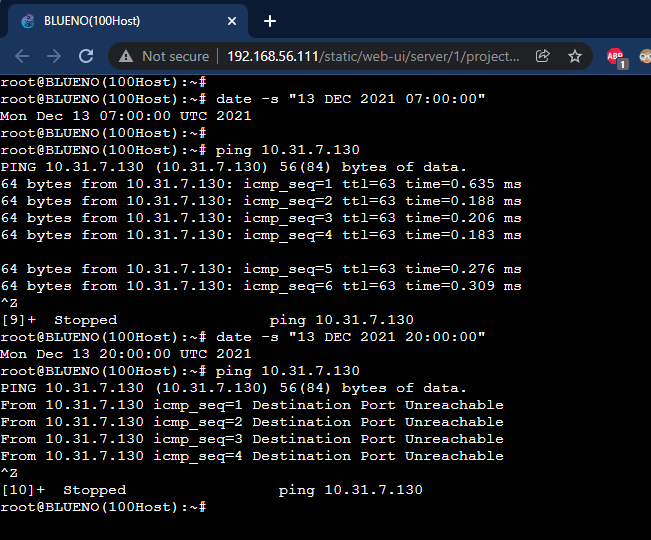 BLUENO(100Host)
Not secure | 192.168.56.111/static/web-ui/server/1/project...
ABP
1
root@BLUENO(100Host):~#
root@BLUENO(100Host):~# date -s "13 DEC 2021 07:00:00"
Mon Dec 13 07:00:00 UTC 2021
root@BLUENO(100Host):~#
root@BLUENO(100Host):~# ping 10.31.7.130
PING 10.31.7.130 (10.31.7.130) 56(84) bytes of data.
64 bytes from 10.31.7.130: icmp_seq=1 ttl=63 time=0.635 ms
64 bytes from 10.31.7.130: icmp_seq=2 ttl=63 time=0.188 ms
64 bytes from 10.31.7.130: icmp_seq=3 ttl=63 time=0.206 ms
64 bytes from 10.31.7.130: icmp_seq=4 ttl=63 time=0.183 ms
64 bytes from 10.31.7.130: icmp_seq=5 ttl=63 time=0.276 ms
64 bytes from 10.31.7.130: icmp_seq=6 ttl=63 time=0.309 ms
^Z
[9]+  Stopped                 ping 10.31.7.130
root@BLUENO(100Host):~# date -s "13 DEC 2021 20:00:00"
Mon Dec 13 20:00:00 UTC 2021
root@BLUENO(100Host):~# ping 10.31.7.130
PING 10.31.7.130 (10.31.7.130) 56(84) bytes of data.
From 10.31.7.130 icmp_seq=1 Destination Port Unreachable
From 10.31.7.130 icmp_seq=2 Destination Port Unreachable
From 10.31.7.130 icmp_seq=3 Destination Port Unreachable
From 10.31.7.130 icmp_seq=4 Destination Port Unreachable
^Z
[10]+  Stopped                 ping 10.31.7.130
root@BLUENO(100Host):~#